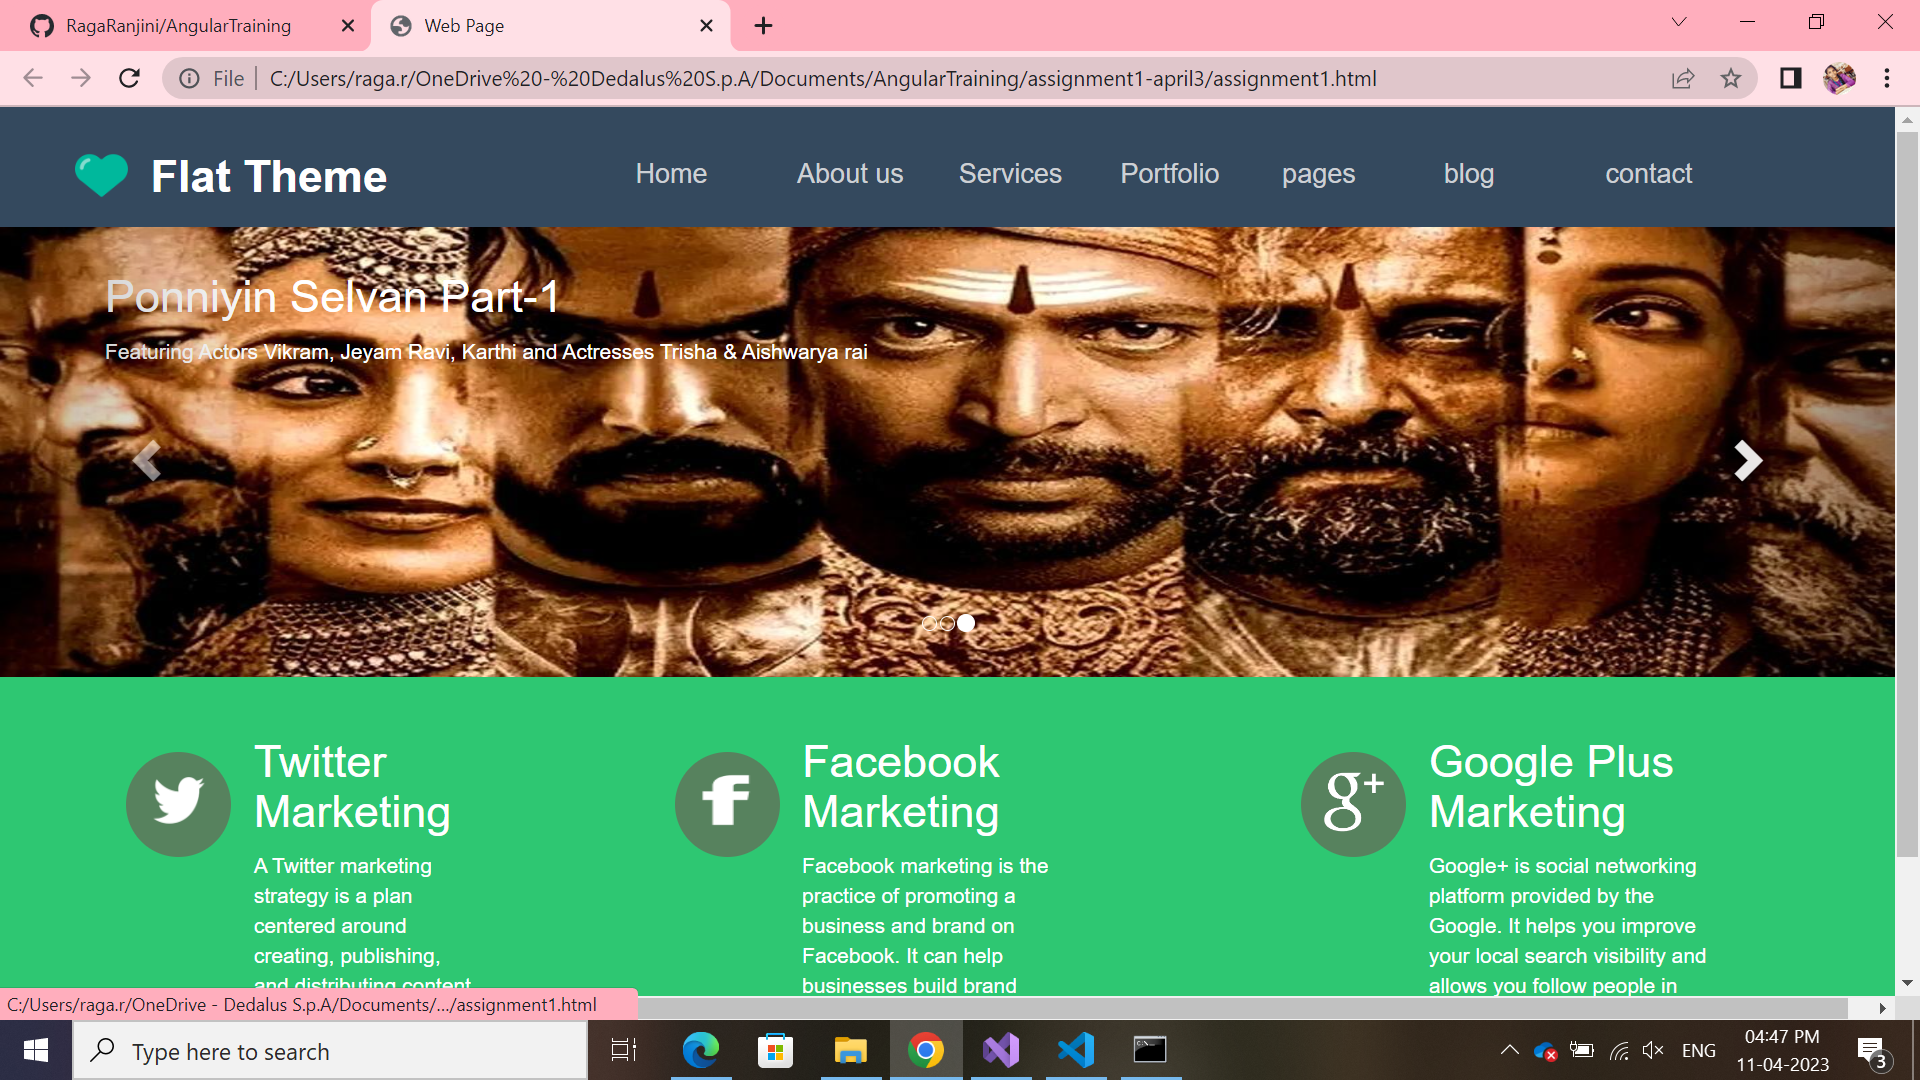 RagaRanjini/AngularTraining
Web Page
File
C:/Users/raga.r/OneDrive%20-%20Dedalus%20S.p.A/Documents/AngularTraining/assignment1-april3/assignment1.html
Flat Theme
Home About us Services Portfolio pages blog contact
Ponniyin Selvan Part-1
Featuring Actors Vikram, Jeyam Ravi, Karthi and Actresses Trisha & Aishwarya rai
Twitter
Marketing
A Twitter marketing
strategy is a plan
centered around
creating, publishing,
and distributing content
f
Facebook
Marketing
Facebook marketing is the
practice of promoting a
business and brand on
Facebook. It can help
businesses build brand
g+
Google Plus
Marketing
Google+ is social networking
platform provided by the
Google. It helps you improve
your local search visibility and
allows you follow people in
C:/Users/raga.r/OneDrive - Dedalus S.p.A/Documents/.../assignment1.html
Type here to search
ENG
04:47 PM
11-04-2023
3